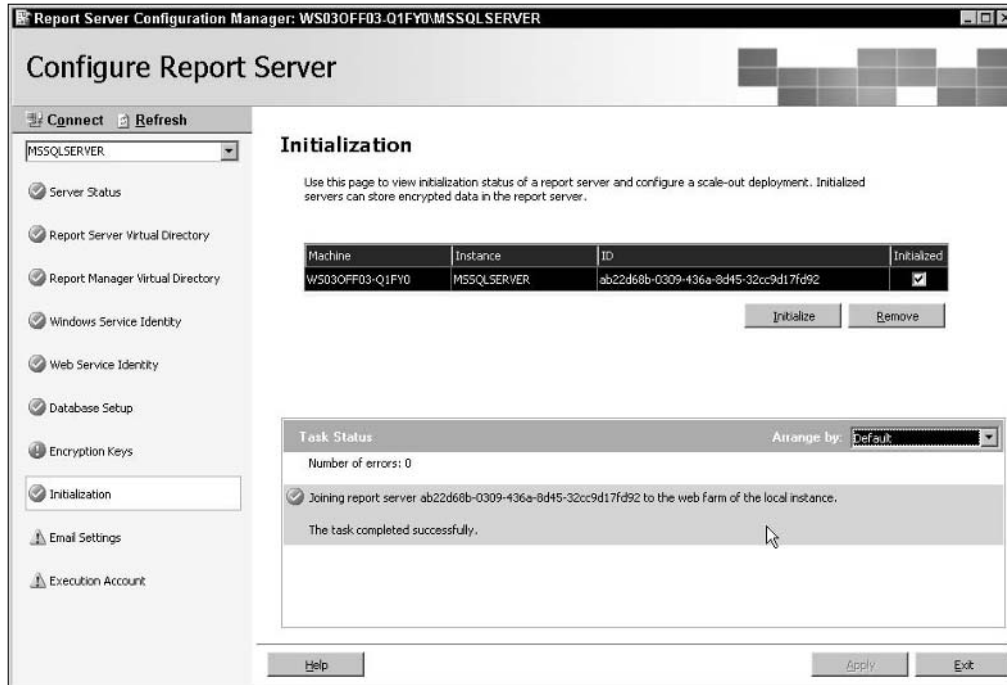 Report Server Configuration Manager: WS03OFF03-Q1FY0\MSSQLSERVER
Configure Report Server
Connect Refresh
MSSQLSERVER
Server Status
Report Server Virtual Directory
Report Manager Virtual Directory
Windows Service Identity
Web Service Identity
Database Setup
Encryption Keys
Initialization
Email Settings
Execution Account
Initialization
Use this page to view initialization status of a report server and configure a scale-out deployment. Initialized
servers can store encrypted data in the report server.
Machine Instance ID Initialized
WS03OFF03-Q1FY0 MSSQLSERVER ab22d68b-0309-436a-8d45-32cc9d17fd92
Initialize Remove
Task Status Arrange by: Default
Number of errors: 0
Joining report server ab22d68b-0309-436a-8d45-32cc9d17fd92 to the web farm of the local instance.
The task completed successfully.
Help Apply Exit